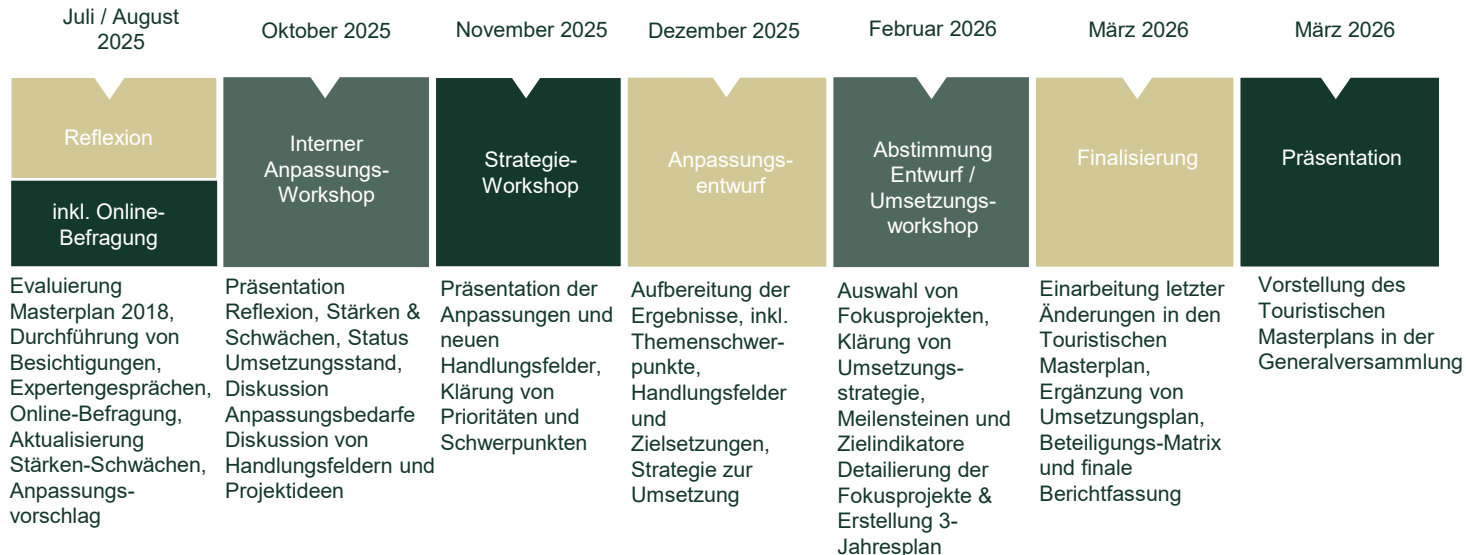 Juli / August
2025
Oktober 2025
November 2025
Dezember 2025
Februar 2026
März 2026
März 2026
Reflexion
inkl. Online-
Befragung
Interner
Anpassungs-
Workshop
Strategie-
Workshop
Anpassungs-
entwurf
Abstimmung
Entwurf /
Umsetzungs-
workshop
Finalisierung
Präsentation
Evaluierung
Masterplan 2018,
Durchführung von
Besichtigungen,
Expertengesprächen,
Online-Befragung,
Aktualisierung
Stärken-Schwächen,
Anpassungs-
vorschlag
Präsentation
Reflexion, Stärken &
Schwächen, Status
Umsetzungsstand,
Diskussion
Anpassungsbedarfe
Diskussion von
Handlungsfeldern und
Projektideen
Präsentation der
Anpassungen und
neuen
Handlungsfelder,
Klärung von
Prioritäten und
Schwerpunkten
Aufbereitung der
Ergebnisse, inkl.
Themenschwer-
punkte,
Handlungsfelder
und
Zielsetzungen,
Strategie zur
Umsetzung
Auswahl von
Fokusprojekten,
Klärung von
Umsetzungs-
strategie,
Meilensteinen und
Zielindikatore
Detailierung der
Fokusprojekte &
Erstellung 3-
Jahresplan
Einarbeitung letzter
Änderungen in den
Touristischen
Masterplan,
Ergänzung von
Umsetzungsplan,
Beteiligungs-Matrix
und finale
Berichtfassung
Vorstellung des
Touristischen
Masterplans in der
Generalversammlung